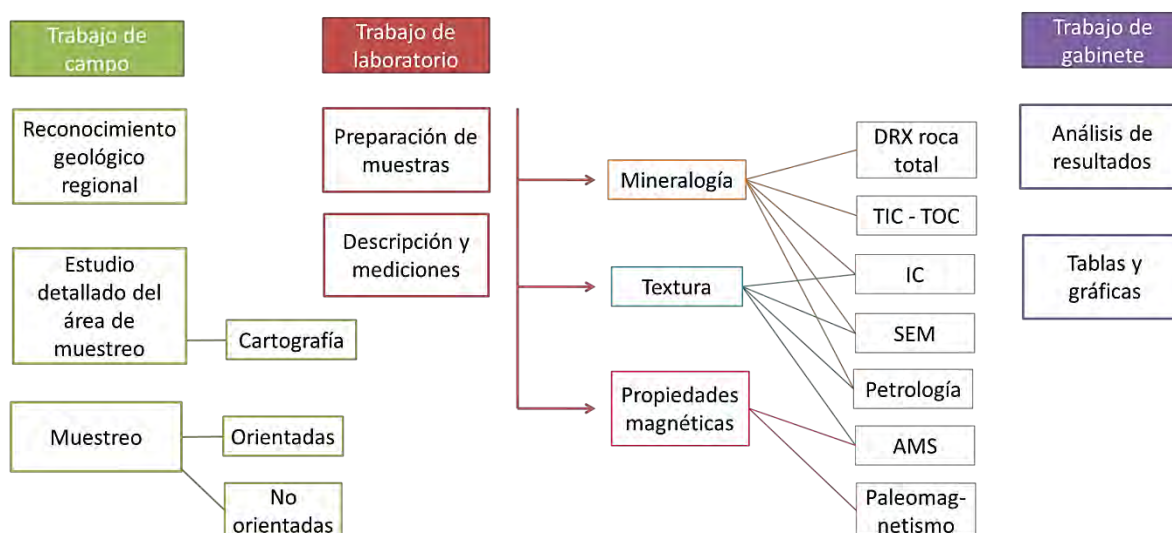 Trabajo de
campo
Reconocimiento
geológico
regional
Estudio
detallado del
área de
muestreo
Cartografía
Muestreo
Orientadas
No
orientadas
Trabajo de
laboratorio
Preparación de
muestras
Descripción y
mediciones
Mineralogía
Textura
Propiedades
magnéticas
DRX roca
total
TIC - TOC
IC
SEM
Petrología
AMS
Paleomag-
netismo
Trabajo de
gabinete
Análisis de
resultados
Tablas y
gráficas